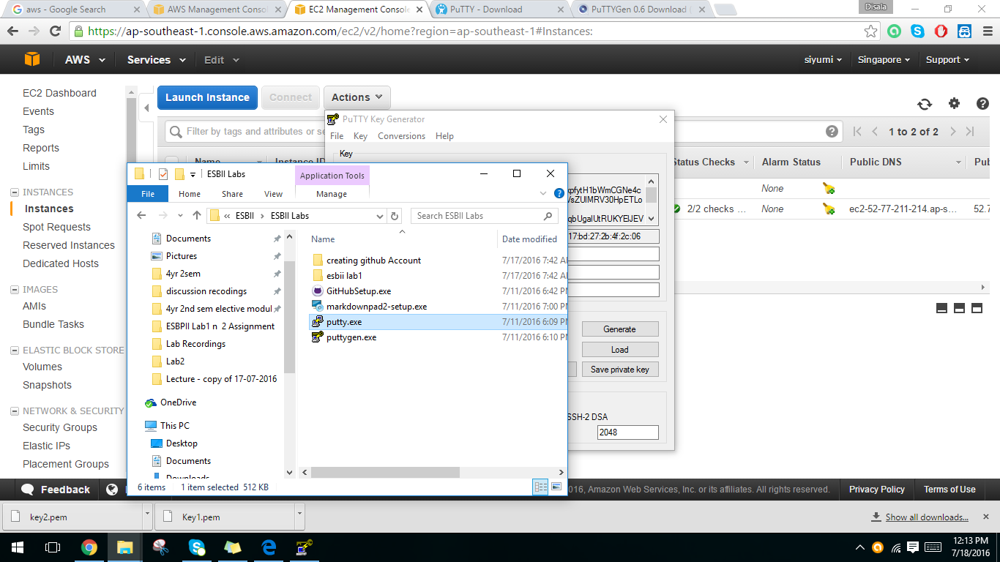 aws - Google Search
AWS Management Consol
EC2 Management Console
PuTTY - Download
PuTTYGen 0.6 Download
Disala
https://ap-southeast-1.console.aws.amazon.com/ec2/v2/home?region=ap-southeast-1#Instances:
AWS Services Edit siyumi Singapore Support
EC2 Dashboard
Events
Tags
Reports
Limits
INSTANCES
Instances
Spot Requests
Reserved Instances
Dedicated Hosts
IMAGES
AMIs
Bundle Tasks
ELASTIC BLOCK STORE
Volumes
Snapshots
NETWORK & SECURITY
Security Groups
Elastic IPs
Placement Groups
Launch Instance Connect Actions
Filter by tags and attributes or se
1 to 2 of 2
Name Instance ID Status Checks Alarm Status Public DNS Pub
None
2/2 checks ... None ec2-52-77-211-214.ap-s... 52.7
PuTTY Key Generator
File Key Conversions Help
Key
kpfytH1bWmCGNe4c
/sZUlMRV30HpETLo
qbUgalUtRUKYElJEV
17:bd:27:2b:4f:2c:06
Generate
Load
Save private key
SSH-2 DSA
2048
ESBII Labs
Application Tools
File Home Share View Manage
« ESBII › ESBII Labs
Search ESBII Labs
Documents
Pictures
4yr 2sem
discussion recodings
4yr 2nd sem elective modul
ESBPII Lab1 n 2 Assignment
Lab Recordings
Lab2
Lecture - copy of 17-07-2016
OneDrive
This PC
Desktop
Documents
Downloads
Name Date modified
creating github Account 7/17/2016 7:42 AM
esbii lab1 7/17/2016 7:42 AM
GitHubSetup.exe 7/11/2016 6:42 PM
markdownpad2-setup.exe 7/11/2016 7:00 PM
putty.exe 7/11/2016 6:09 PM
puttygen.exe 7/11/2016 6:10 PM
6 items 1 item selected 512 KB
Feedback
016, Amazon Web Services, Inc. or its affiliates. All rights reserved. Privacy Policy Terms of Use
key2.pem
Key1.pem
Show all downloads...
12:13 PM
7/18/2016